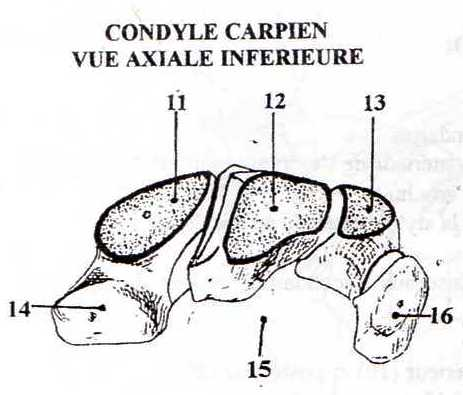 CONDYLE CARPIEN
VUE AXIALE INFERIEURE
11 12 13
14
16
15